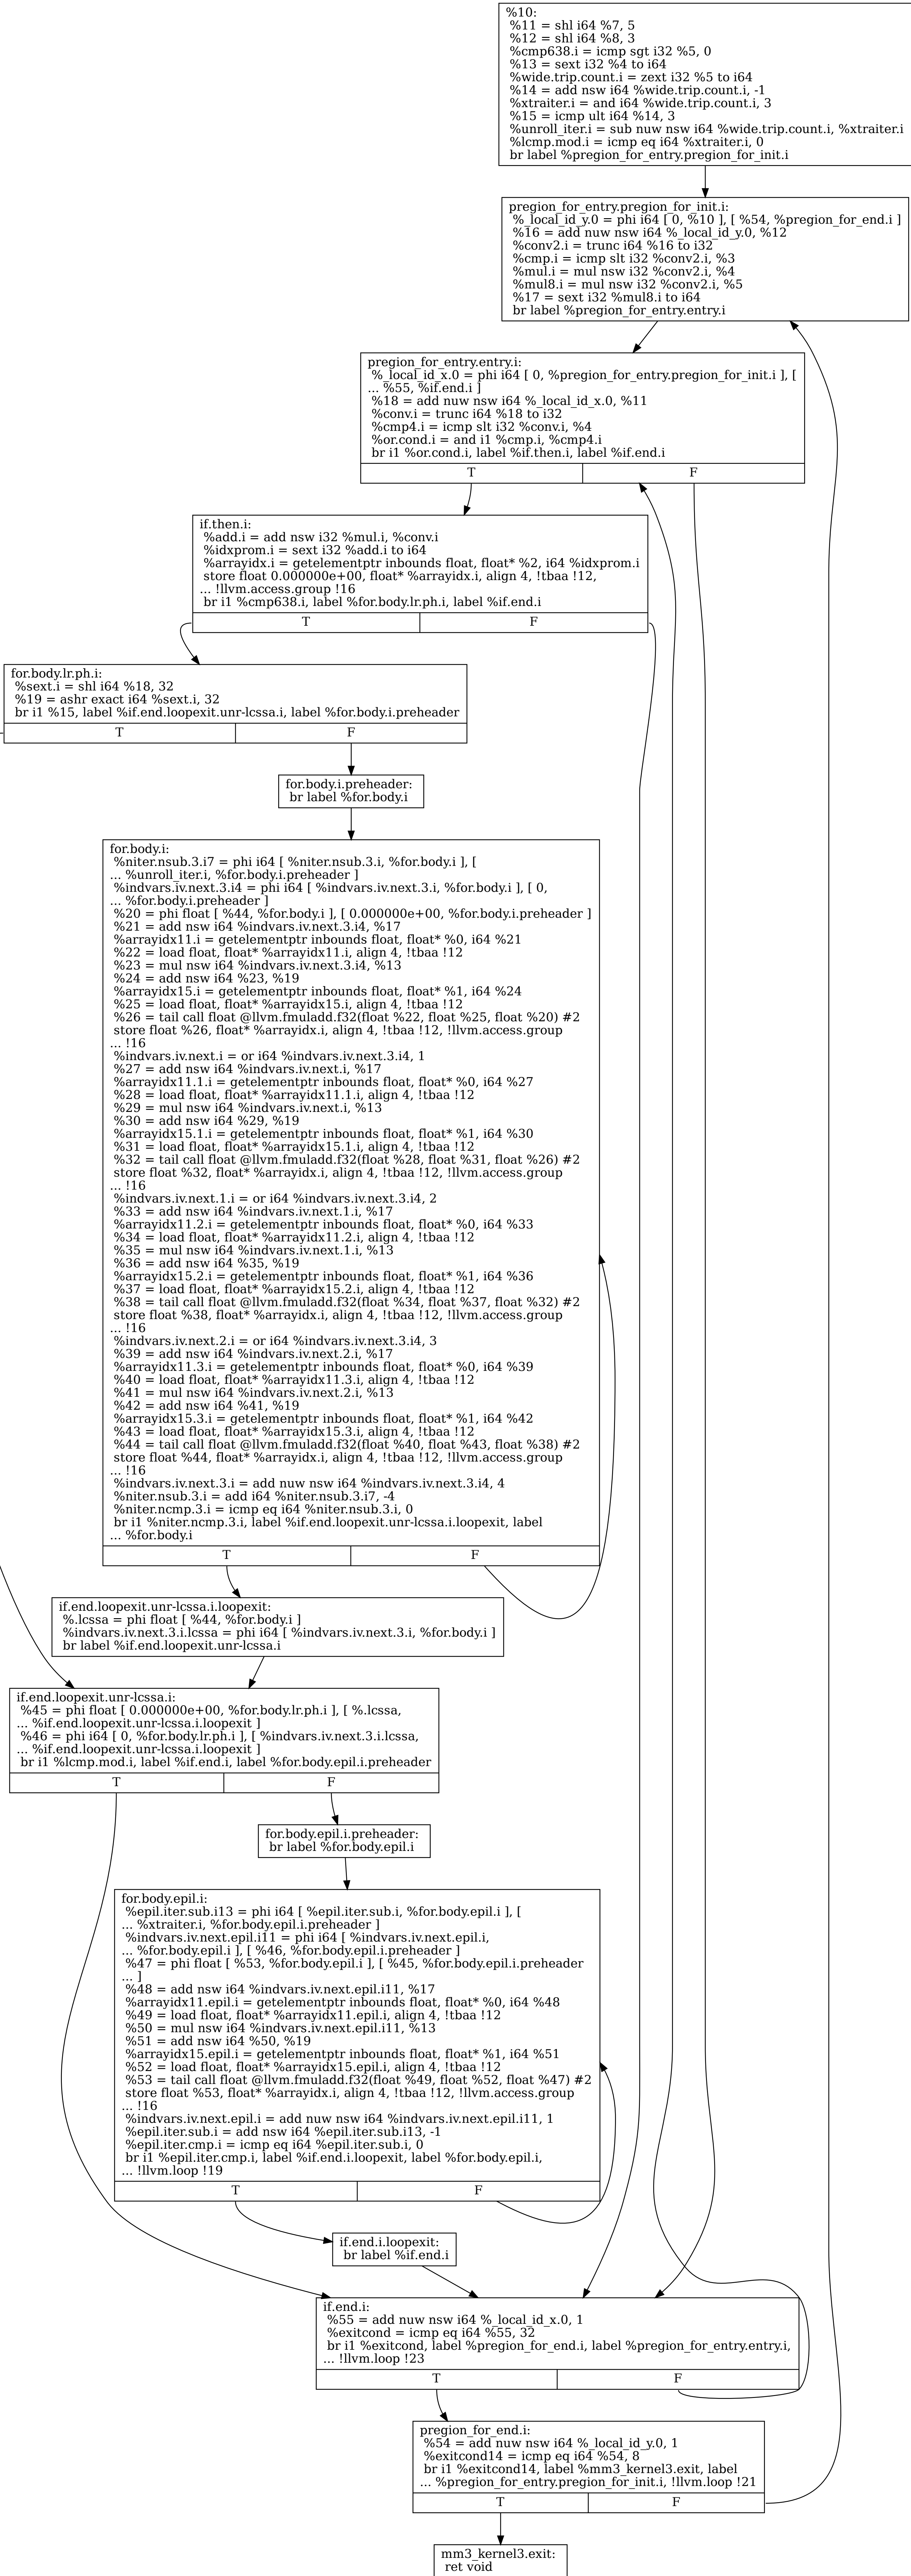 %10:
%11 = shl i64 %7, 5
%12 = shl i64 %8, 3
%cmp638.i = icmp sgt i32 %5, 0
%13 = sext i32 %4 to i64
%wide.trip.count.i = zext i32 %5 to i64
%14 = add nsw i64 %wide.trip.count.i, -1
%xtraiter.i = and i64 %wide.trip.count.i, 3
%15 = icmp ult i64 %14, 3
%unroll_iter.i = sub nuw nsw i64 %wide.trip.count.i, %xtraiter.i
%lcmp.mod.i = icmp eq i64 %xtraiter.i, 0
br label %pregion_for_entry.pregion_for_init.i
pregion_for_entry.pregion_for_init.i:
%_local_id_y.0 = phi i64 [ 0, %10 ], [ %54, %pregion_for_end.i ]
%16 = add nuw nsw i64 %_local_id_y.0, %12
%conv2.i = trunc i64 %16 to i32
%cmp.i = icmp slt i32 %conv2.i, %3
%mul.i = mul nsw i32 %conv2.i, %4
%mul8.i = mul nsw i32 %conv2.i, %5
%17 = sext i32 %mul8.i to i64
br label %pregion_for_entry.entry.i
pregion_for_entry.entry.i:
%_local_id_x.0 = phi i64 [ 0, %pregion_for_entry.pregion_for_init.i ], [
... %55, %if.end.i ]
%18 = add nuw nsw i64 %_local_id_x.0, %11
%conv.i = trunc i64 %18 to i32
%cmp4.i = icmp slt i32 %conv.i, %4
%or.cond.i = and i1 %cmp.i, %cmp4.i
br i1 %or.cond.i, label %if.then.i, label %if.end.i
T F
if.then.i:
%add.i = add nsw i32 %mul.i, %conv.i
%idxprom.i = sext i32 %add.i to i64
%arrayidx.i = getelementptr inbounds float, float* %2, i64 %idxprom.i
store float 0.000000e+00, float* %arrayidx.i, align 4, !tbaa !12,
... !llvm.access.group !16
br i1 %cmp638.i, label %for.body.lr.ph.i, label %if.end.i
T F
for.body.lr.ph.i:
%sext.i = shl i64 %18, 32
%19 = ashr exact i64 %sext.i, 32
br i1 %15, label %if.end.loopexit.unr-lcssa.i, label %for.body.i.preheader
T F
for.body.i.preheader:
br label %for.body.i
for.body.i:
%niter.nsub.3.i7 = phi i64 [ %niter.nsub.3.i, %for.body.i ], [
... %unroll_iter.i, %for.body.i.preheader ]
%indvars.iv.next.3.i4 = phi i64 [ %indvars.iv.next.3.i, %for.body.i ], [ 0,
... %for.body.i.preheader ]
%20 = phi float [ %44, %for.body.i ], [ 0.000000e+00, %for.body.i.preheader ]
%21 = add nsw i64 %indvars.iv.next.3.i4, %17
%arrayidx11.i = getelementptr inbounds float, float* %0, i64 %21
%22 = load float, float* %arrayidx11.i, align 4, !tbaa !12
%23 = mul nsw i64 %indvars.iv.next.3.i4, %13
%24 = add nsw i64 %23, %19
%arrayidx15.i = getelementptr inbounds float, float* %1, i64 %24
%25 = load float, float* %arrayidx15.i, align 4, !tbaa !12
%26 = tail call float @llvm.fmuladd.f32(float %22, float %25, float %20) #2
store float %26, float* %arrayidx.i, align 4, !tbaa !12, !llvm.access.group
... !16
%indvars.iv.next.i = or i64 %indvars.iv.next.3.i4, 1
%27 = add nsw i64 %indvars.iv.next.i, %17
%arrayidx11.1.i = getelementptr inbounds float, float* %0, i64 %27
%28 = load float, float* %arrayidx11.1.i, align 4, !tbaa !12
%29 = mul nsw i64 %indvars.iv.next.i, %13
%30 = add nsw i64 %29, %19
%arrayidx15.1.i = getelementptr inbounds float, float* %1, i64 %30
%31 = load float, float* %arrayidx15.1.i, align 4, !tbaa !12
%32 = tail call float @llvm.fmuladd.f32(float %28, float %31, float %26) #2
store float %32, float* %arrayidx.i, align 4, !tbaa !12, !llvm.access.group
... !16
%indvars.iv.next.1.i = or i64 %indvars.iv.next.3.i4, 2
%33 = add nsw i64 %indvars.iv.next.1.i, %17
%arrayidx11.2.i = getelementptr inbounds float, float* %0, i64 %33
%34 = load float, float* %arrayidx11.2.i, align 4, !tbaa !12
%35 = mul nsw i64 %indvars.iv.next.1.i, %13
%36 = add nsw i64 %35, %19
%arrayidx15.2.i = getelementptr inbounds float, float* %1, i64 %36
%37 = load float, float* %arrayidx15.2.i, align 4, !tbaa !12
%38 = tail call float @llvm.fmuladd.f32(float %34, float %37, float %32) #2
store float %38, float* %arrayidx.i, align 4, !tbaa !12, !llvm.access.group
... !16
%indvars.iv.next.2.i = or i64 %indvars.iv.next.3.i4, 3
%39 = add nsw i64 %indvars.iv.next.2.i, %17
%arrayidx11.3.i = getelementptr inbounds float, float* %0, i64 %39
%40 = load float, float* %arrayidx11.3.i, align 4, !tbaa !12
%41 = mul nsw i64 %indvars.iv.next.2.i, %13
%42 = add nsw i64 %41, %19
%arrayidx15.3.i = getelementptr inbounds float, float* %1, i64 %42
%43 = load float, float* %arrayidx15.3.i, align 4, !tbaa !12
%44 = tail call float @llvm.fmuladd.f32(float %40, float %43, float %38) #2
store float %44, float* %arrayidx.i, align 4, !tbaa !12, !llvm.access.group
... !16
%indvars.iv.next.3.i = add nuw nsw i64 %indvars.iv.next.3.i4, 4
%niter.nsub.3.i = add i64 %niter.nsub.3.i7, -4
%niter.ncmp.3.i = icmp eq i64 %niter.nsub.3.i, 0
br i1 %niter.ncmp.3.i, label %if.end.loopexit.unr-lcssa.i.loopexit, label
... %for.body.i
T F
if.end.loopexit.unr-lcssa.i.loopexit:
%.lcssa = phi float [ %44, %for.body.i ]
%indvars.iv.next.3.i.lcssa = phi i64 [ %indvars.iv.next.3.i, %for.body.i ]
br label %if.end.loopexit.unr-lcssa.i
if.end.loopexit.unr-lcssa.i:
%45 = phi float [ 0.000000e+00, %for.body.lr.ph.i ], [ %.lcssa,
... %if.end.loopexit.unr-lcssa.i.loopexit ]
%46 = phi i64 [ 0, %for.body.lr.ph.i ], [ %indvars.iv.next.3.i.lcssa,
... %if.end.loopexit.unr-lcssa.i.loopexit ]
br i1 %lcmp.mod.i, label %if.end.i, label %for.body.epil.i.preheader
T F
for.body.epil.i.preheader:
br label %for.body.epil.i
for.body.epil.i:
%epil.iter.sub.i13 = phi i64 [ %epil.iter.sub.i, %for.body.epil.i ], [
... %xtraiter.i, %for.body.epil.i.preheader ]
%indvars.iv.next.epil.i11 = phi i64 [ %indvars.iv.next.epil.i,
... %for.body.epil.i ], [ %46, %for.body.epil.i.preheader ]
%47 = phi float [ %53, %for.body.epil.i ], [ %45, %for.body.epil.i.preheader
... ]
%48 = add nsw i64 %indvars.iv.next.epil.i11, %17
%arrayidx11.epil.i = getelementptr inbounds float, float* %0, i64 %48
%49 = load float, float* %arrayidx11.epil.i, align 4, !tbaa !12
%50 = mul nsw i64 %indvars.iv.next.epil.i11, %13
%51 = add nsw i64 %50, %19
%arrayidx15.epil.i = getelementptr inbounds float, float* %1, i64 %51
%52 = load float, float* %arrayidx15.epil.i, align 4, !tbaa !12
%53 = tail call float @llvm.fmuladd.f32(float %49, float %52, float %47) #2
store float %53, float* %arrayidx.i, align 4, !tbaa !12, !llvm.access.group
... !16
%indvars.iv.next.epil.i = add nuw nsw i64 %indvars.iv.next.epil.i11, 1
%epil.iter.sub.i = add nsw i64 %epil.iter.sub.i13, -1
%epil.iter.cmp.i = icmp eq i64 %epil.iter.sub.i, 0
br i1 %epil.iter.cmp.i, label %if.end.i.loopexit, label %for.body.epil.i,
... !llvm.loop !19
T F
if.end.i.loopexit:
br label %if.end.i
if.end.i:
%55 = add nuw nsw i64 %_local_id_x.0, 1
%exitcond = icmp eq i64 %55, 32
br i1 %exitcond, label %pregion_for_end.i, label %pregion_for_entry.entry.i,
... !llvm.loop !23
T F
pregion_for_end.i:
%54 = add nuw nsw i64 %_local_id_y.0, 1
%exitcond14 = icmp eq i64 %54, 8
br i1 %exitcond14, label %mm3_kernel3.exit, label
... %pregion_for_entry.pregion_for_init.i, !llvm.loop !21
T F
mm3_kernel3.exit:
ret void